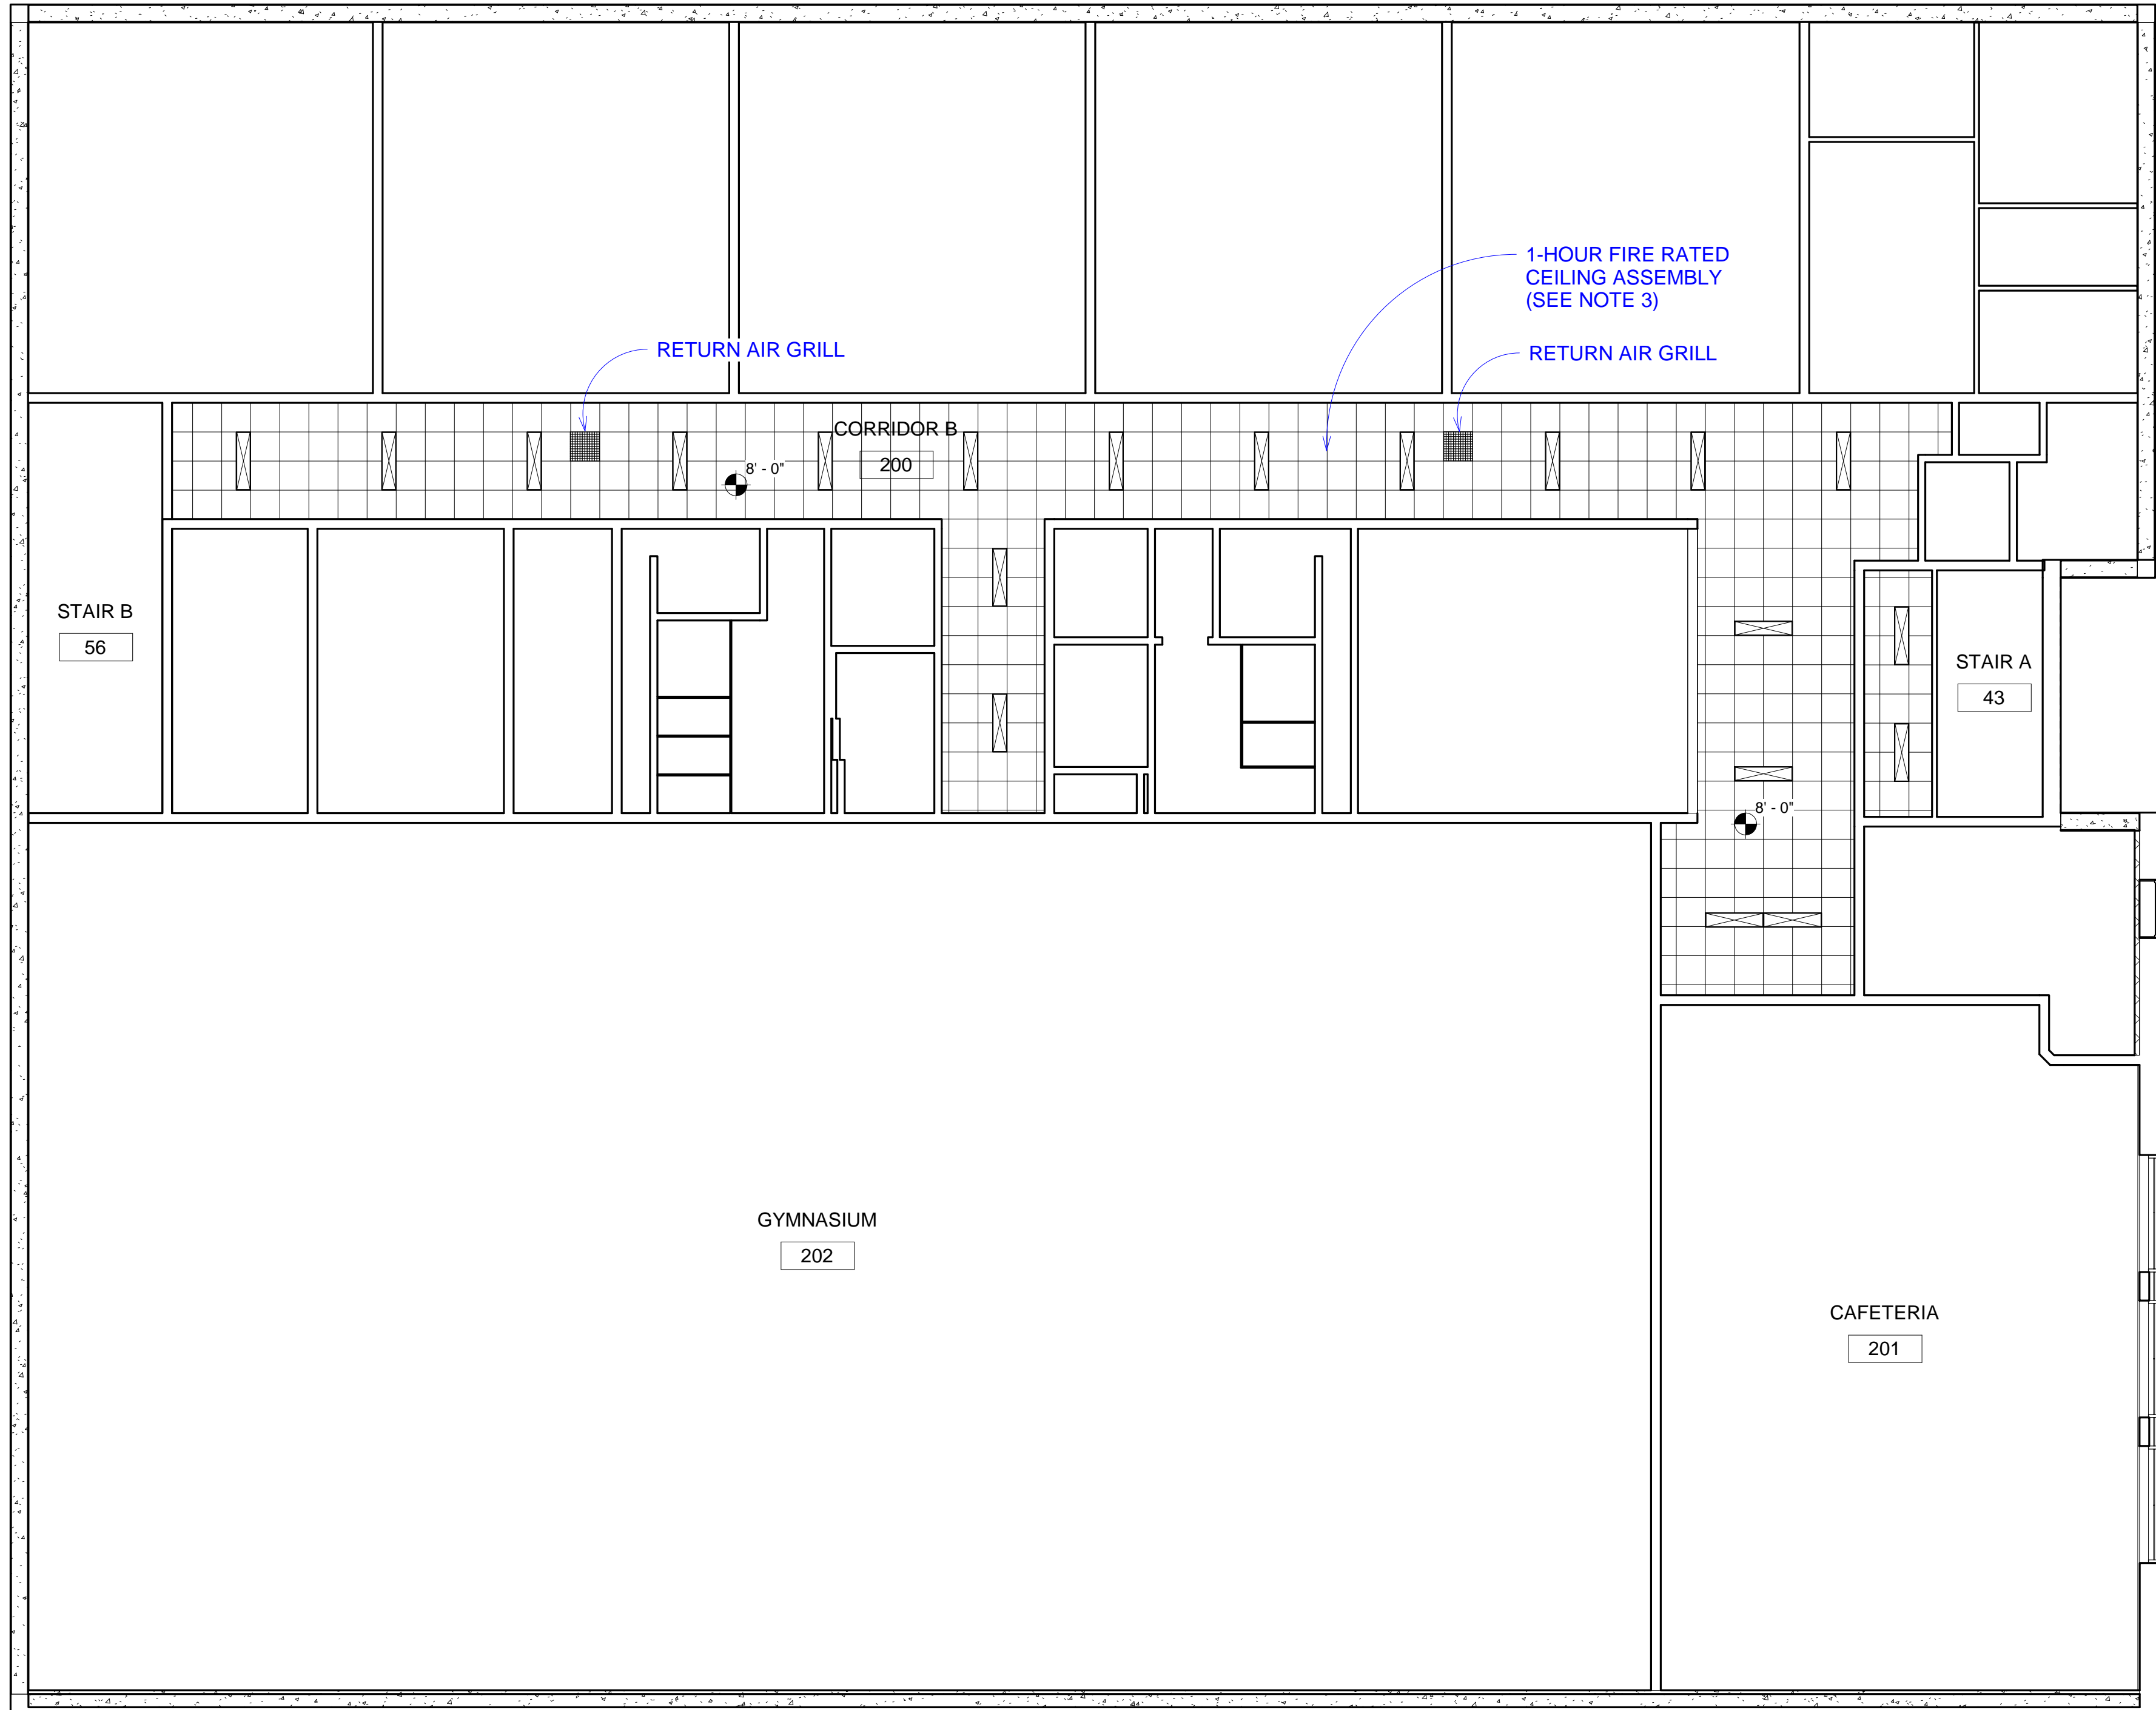 1-HOUR FIRE RATED
CEILING ASSEMBLY
(SEE NOTE 3)
RETURN AIR GRILL
RETURN AIR GRILL
CORRIDOR B
200
8' - 0"
STAIR B
56
STAIR A
43
8' - 0"
GYMNASIUM
202
CAFETERIA
201